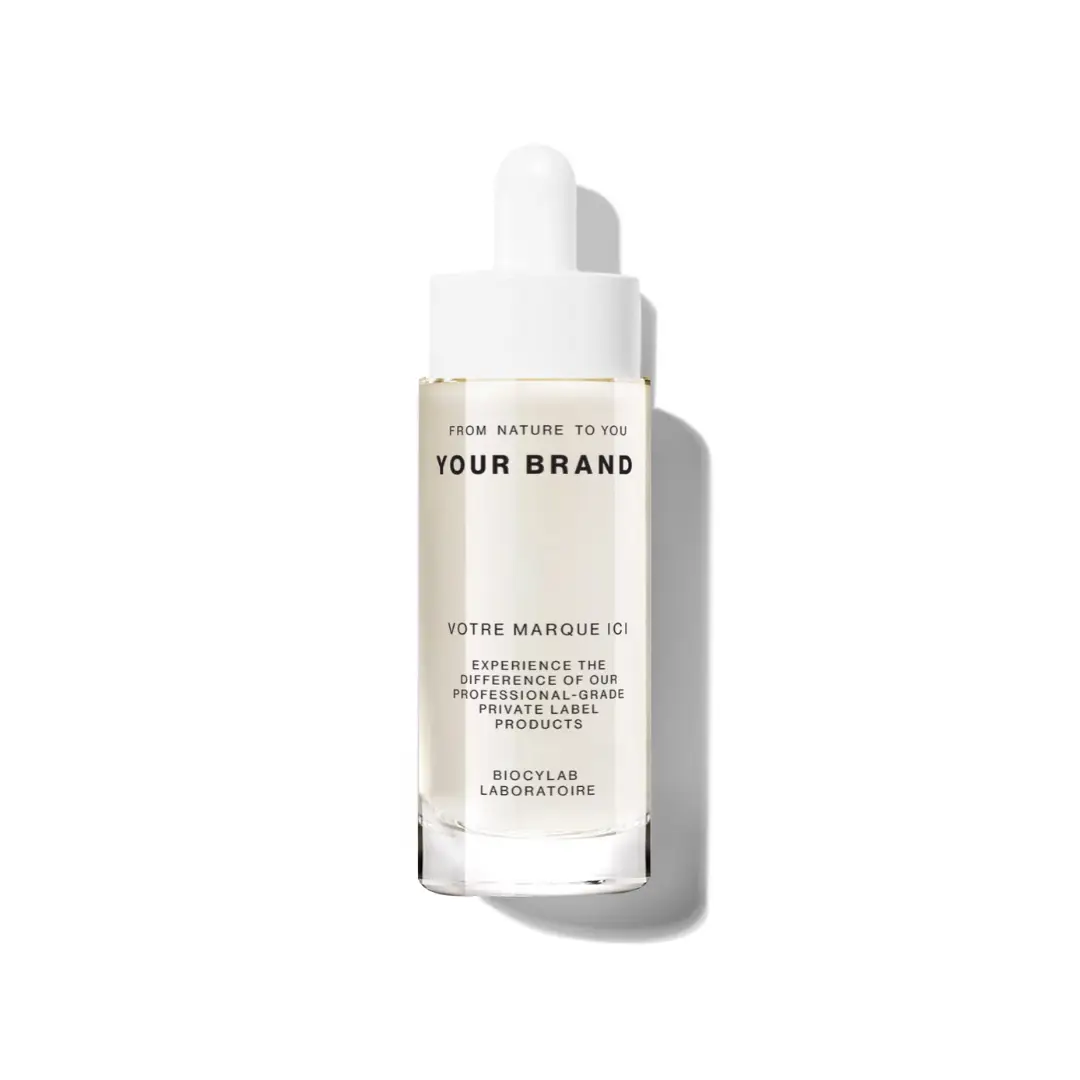 FROM NATURE TO YOU
YOUR BRAND
VOTRE MARQUE ICI
EXPERIENCE THE
DIFFERENCE OF OUR
PROFESSIONAL-GRADE
PRIVATE LABEL
PRODUCTS
BIOCYLAB
LABORATOIRE